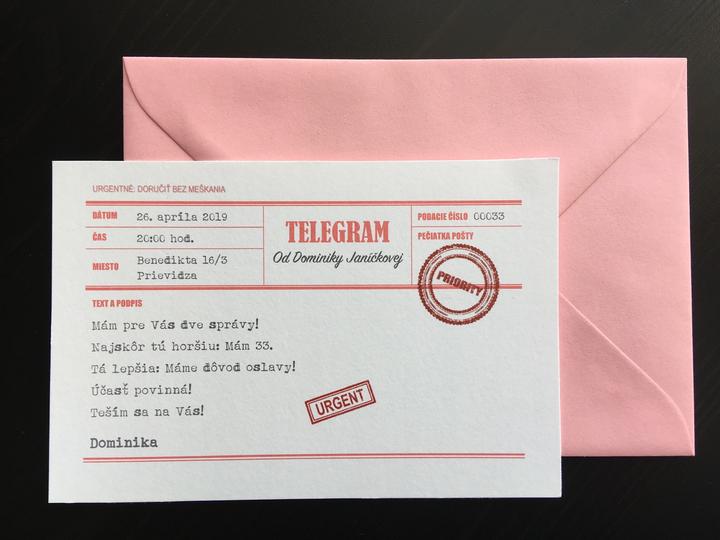 URGENTNÉ: DORUČIŤ BEZ MEŠKANIA
DÁTUM 26. apríla 2019
ČAS 20:00 hod.
MIESTO Benedikta 16/3
Prievidza
TELEGRAM
Od Dominiky Janíčkovej
PODACIE ČÍSLO 00033
PEČIATKA POŠTY
PRIORITY
TEXT A PODPIS
Mám pre Vás dve správy!
Najskôr tú horšiu: Mám 33.
Tá lepšia: Máme dôvod oslavy!
Účasť povinná!
Teším sa na Vás!
URGENT
Dominika